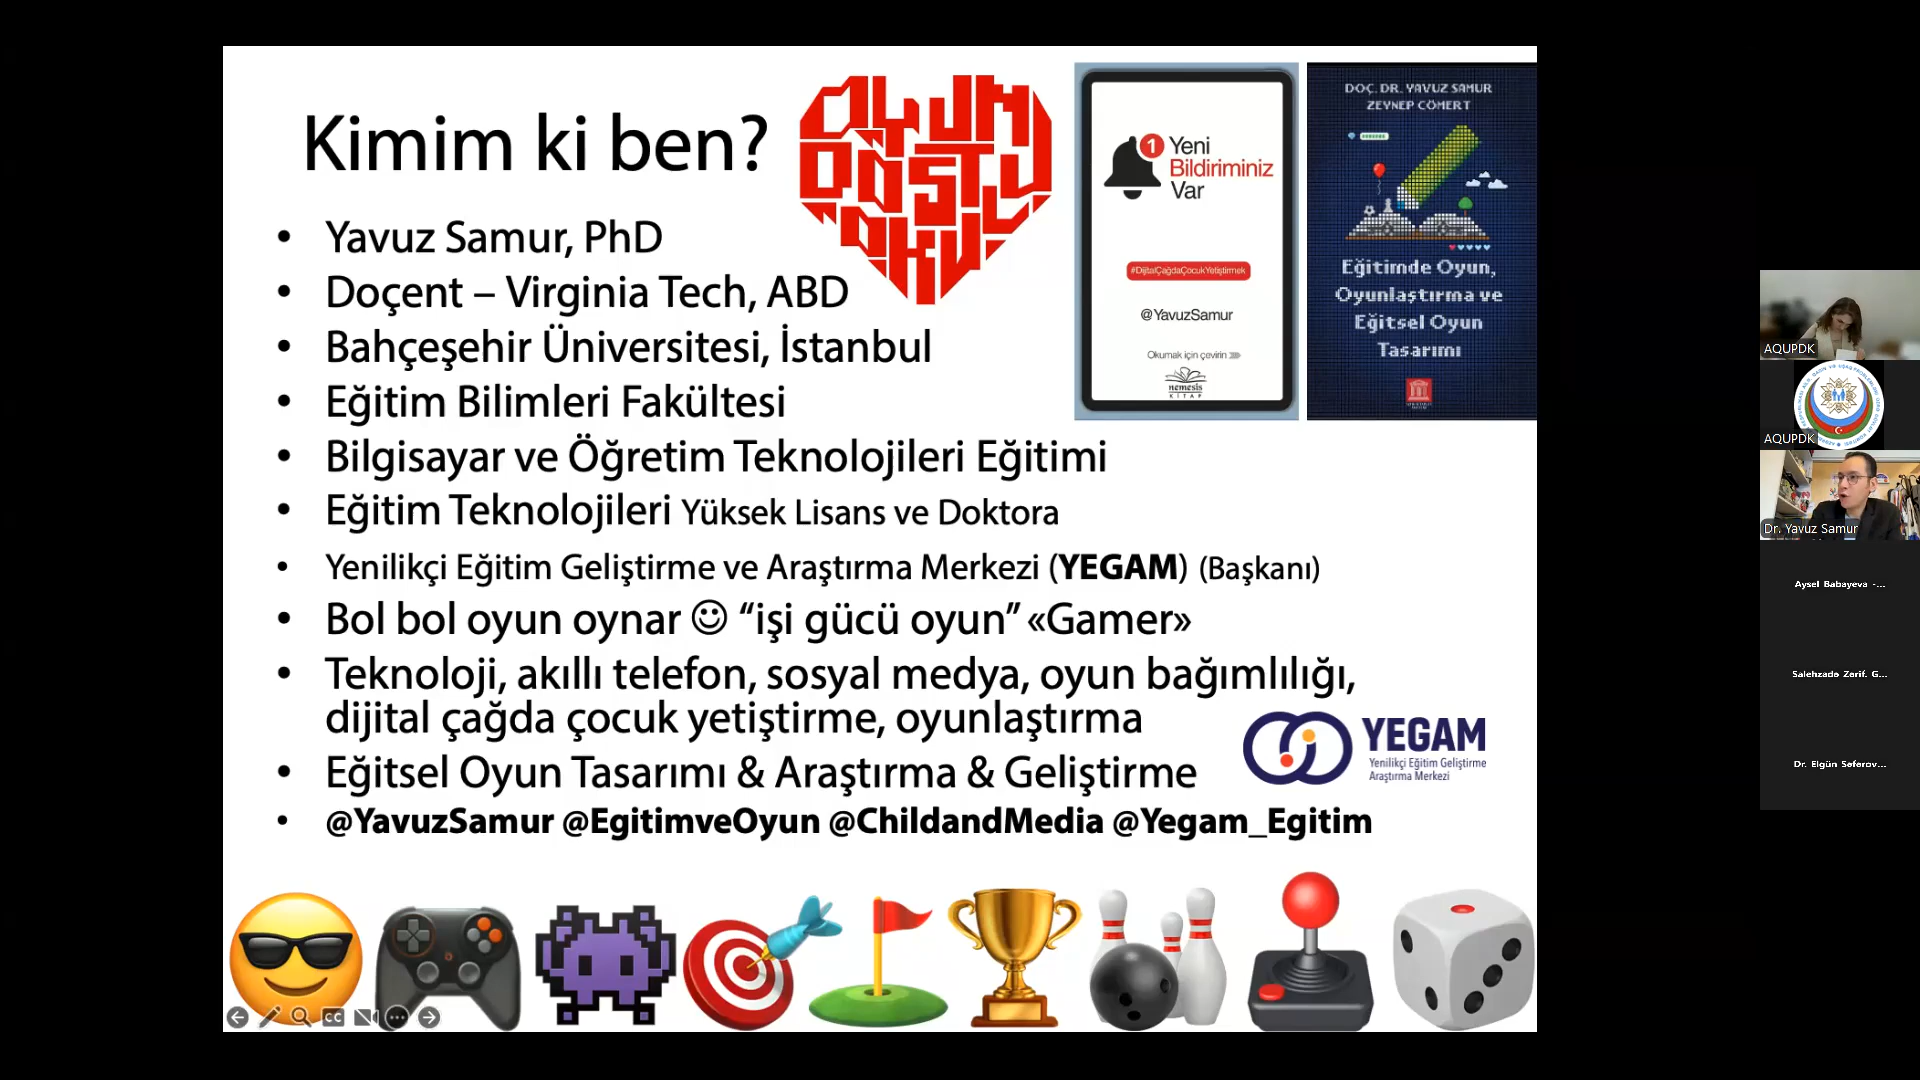 Kimim ki ben?
OYUN
DOSTU
OKUL
• Yavuz Samur, PhD
• Doçent – Virginia Tech, ABD
• Bahçeşehir Üniversitesi, İstanbul
• Eğitim Bilimleri Fakültesi
• Bilgisayar ve Öğretim Teknolojileri Eğitimi
• Eğitim Teknolojileri Yüksek Lisans ve Doktora
• Yenilikçi Eğitim Geliştirme ve Araştırma Merkezi (YEGAM) (Başkanı)
• Bol bol oyun oynar ☺ “işi gücü oyun” «Gamer»
• Teknoloji, akıllı telefon, sosyal medya, oyun bağımlılığı,
dijital çağda çocuk yetiştirme, oyunlaştırma
• Eğitsel Oyun Tasarımı & Araştırma & Geliştirme
• @YavuzSamur @EgitimveOyun @ChildandMedia @Yegam_Egitim
1
Yeni
Bildiriminiz
Var
#DijitalÇağdaÇocukYetiştirmek
@YavuzSamur
Okumak için çevirin
nemesis
KİTAP
DOÇ. DR. YAVUZ SAMUR
ZEYNEP CÖMERT
Eğitimde Oyun,
Oyunlaştırma ve
Eğitsel Oyun
Tasarımı
YEGAM
Yenilikçi Eğitim Geliştirme
Araştırma Merkezi
CC
AQUPDK
AQUPDK
Dr. Yavuz Samur
Aysel Babayeva -...
Salehzadə Zərif. G...
Dr. Elgün Səfərov...